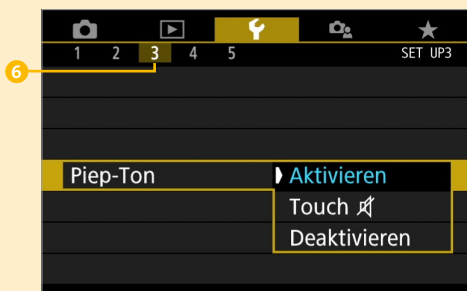 1 2 3 4 5 SET UP3
6
Piep-Ton Aktivieren
Touch
Deaktivieren